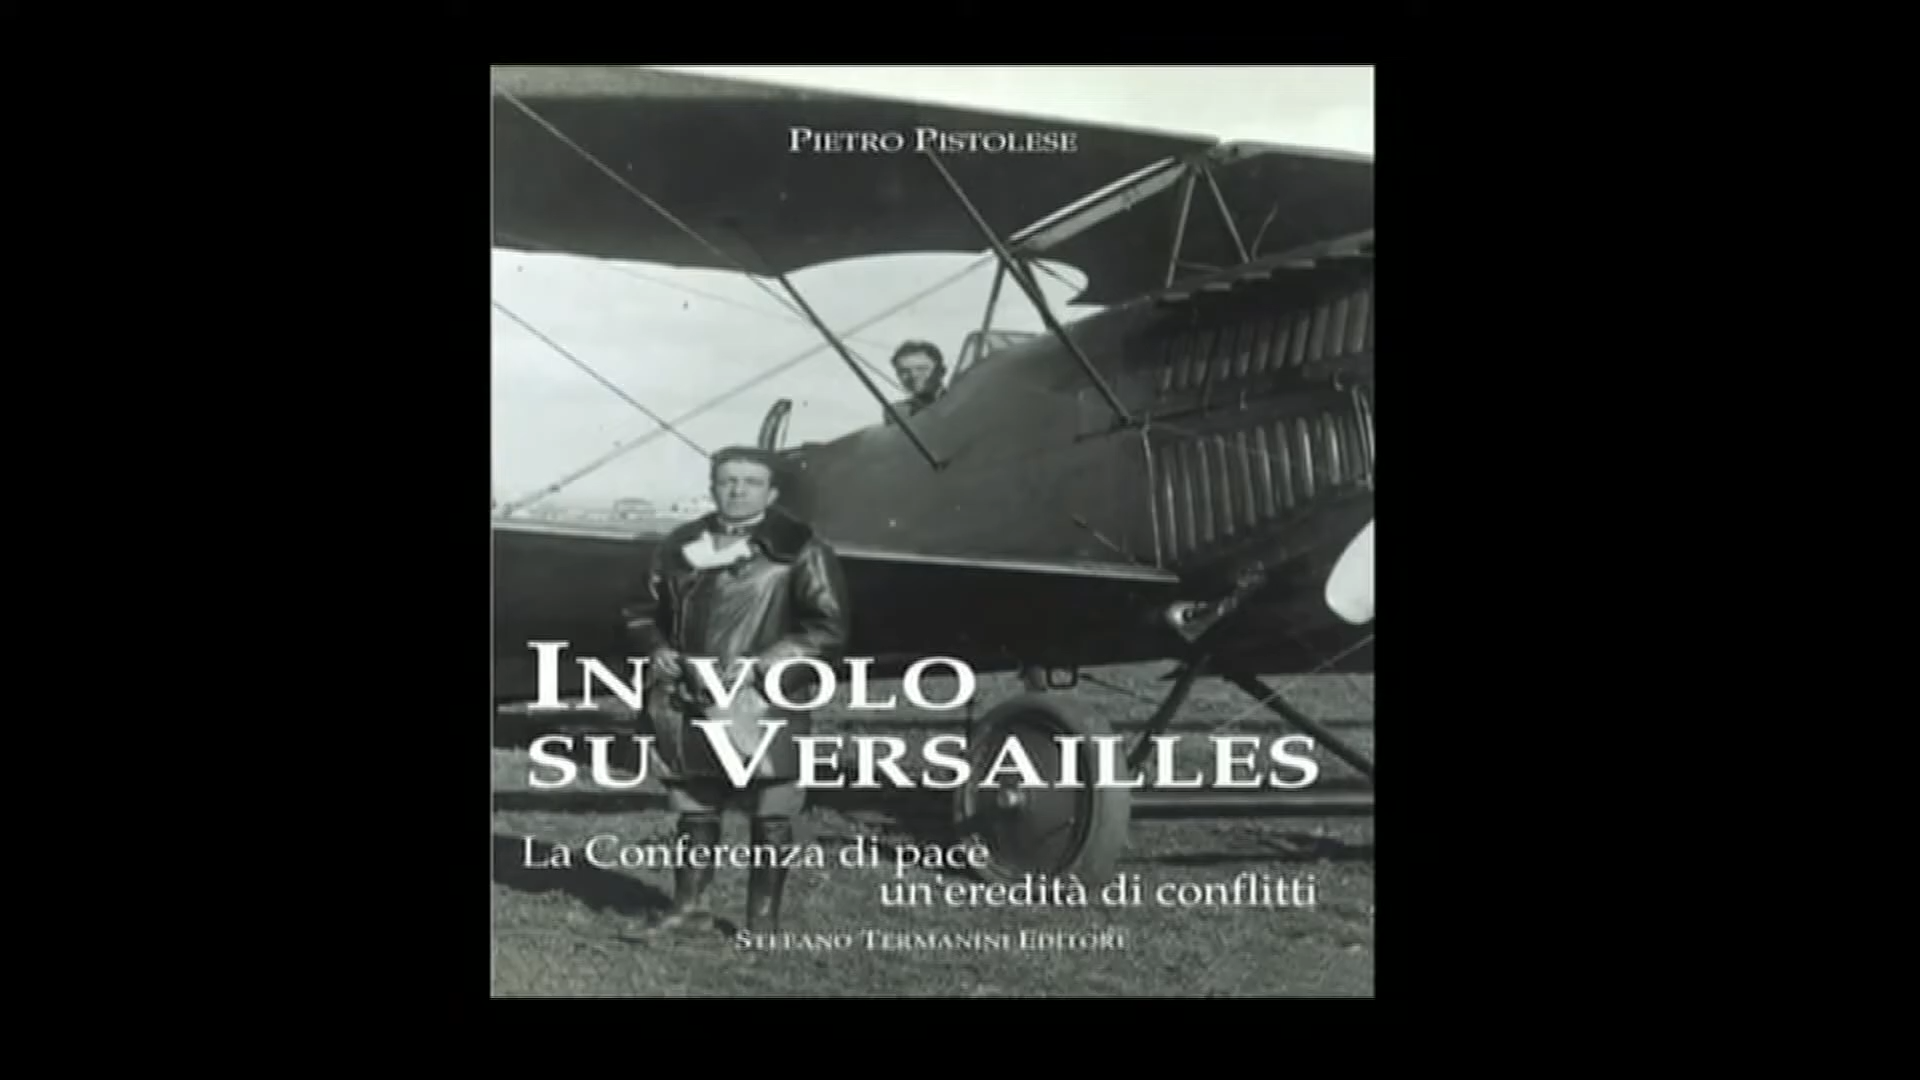 PIETRO PISTOLESE
IN VOLO
SU VERSAILLES
La Conferenza di pace
un'eredità di conflitti
STEFANO TERMANINI EDITORE